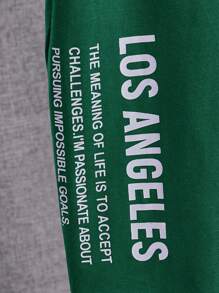 LOS ANGELES
THE MEANING OF LIFE IS TO ACCEPT
CHALLENGES.I'M PASSIONATE ABOUT
PURSUING IMPOSSIBLE GOALS.